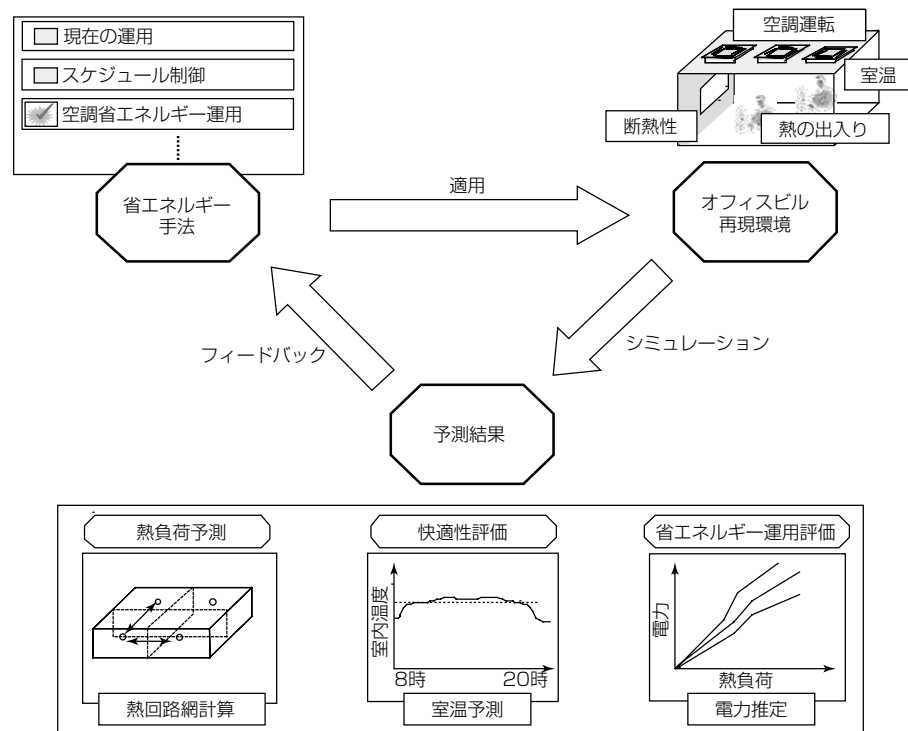 現在の運用
スケジュール制御
空調省エネルギー運用
省エネルギー
手法
適用
空調運転
室温
断熱性
熱の出入り
オフィスビル
再現環境
フィードバック
シミュレーション
予測結果
熱負荷予測
快適性評価
省エネルギー運用評価
室内温度
8時
20時
電力
熱負荷
熱回路網計算
室温予測
電力推定